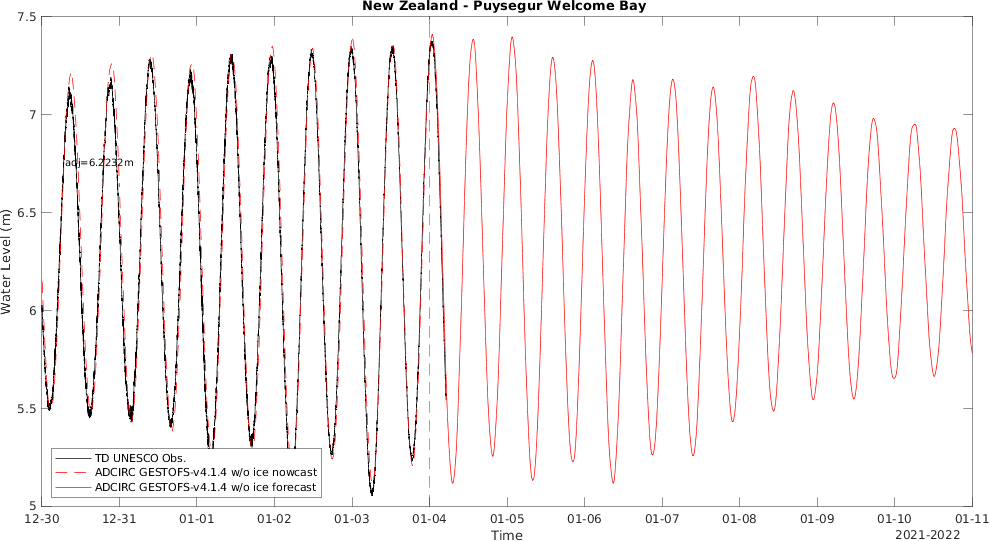 New Zealand - Puysegur Welcome Bay
7.5
7
6.5
6
5.5
5
Water Level (m)
adj=6.2232m
TD UNESCO Obs.
ADCIRC GESTOFS-v4.1.4 w/o ice nowcast
ADCIRC GESTOFS-v4.1.4 w/o ice forecast
12-30 12-31 01-01 01-02 01-03 01-04 01-05 01-06 01-07 01-08 01-09 01-10 01-11
Time
2021-2022